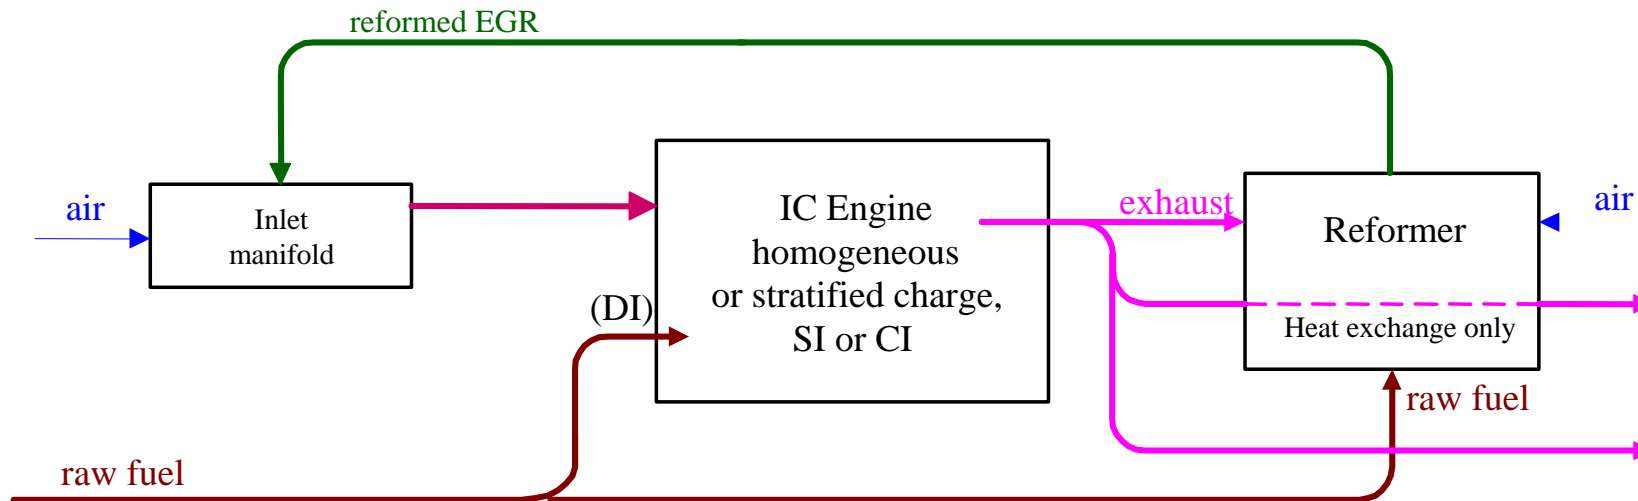 reformed EGR
air
Inlet
manifold
IC Engine
homogeneous
or stratified charge,
SI or CI
(DI)
exhaust
Reformer
air
Heat exchange only
raw fuel
raw fuel